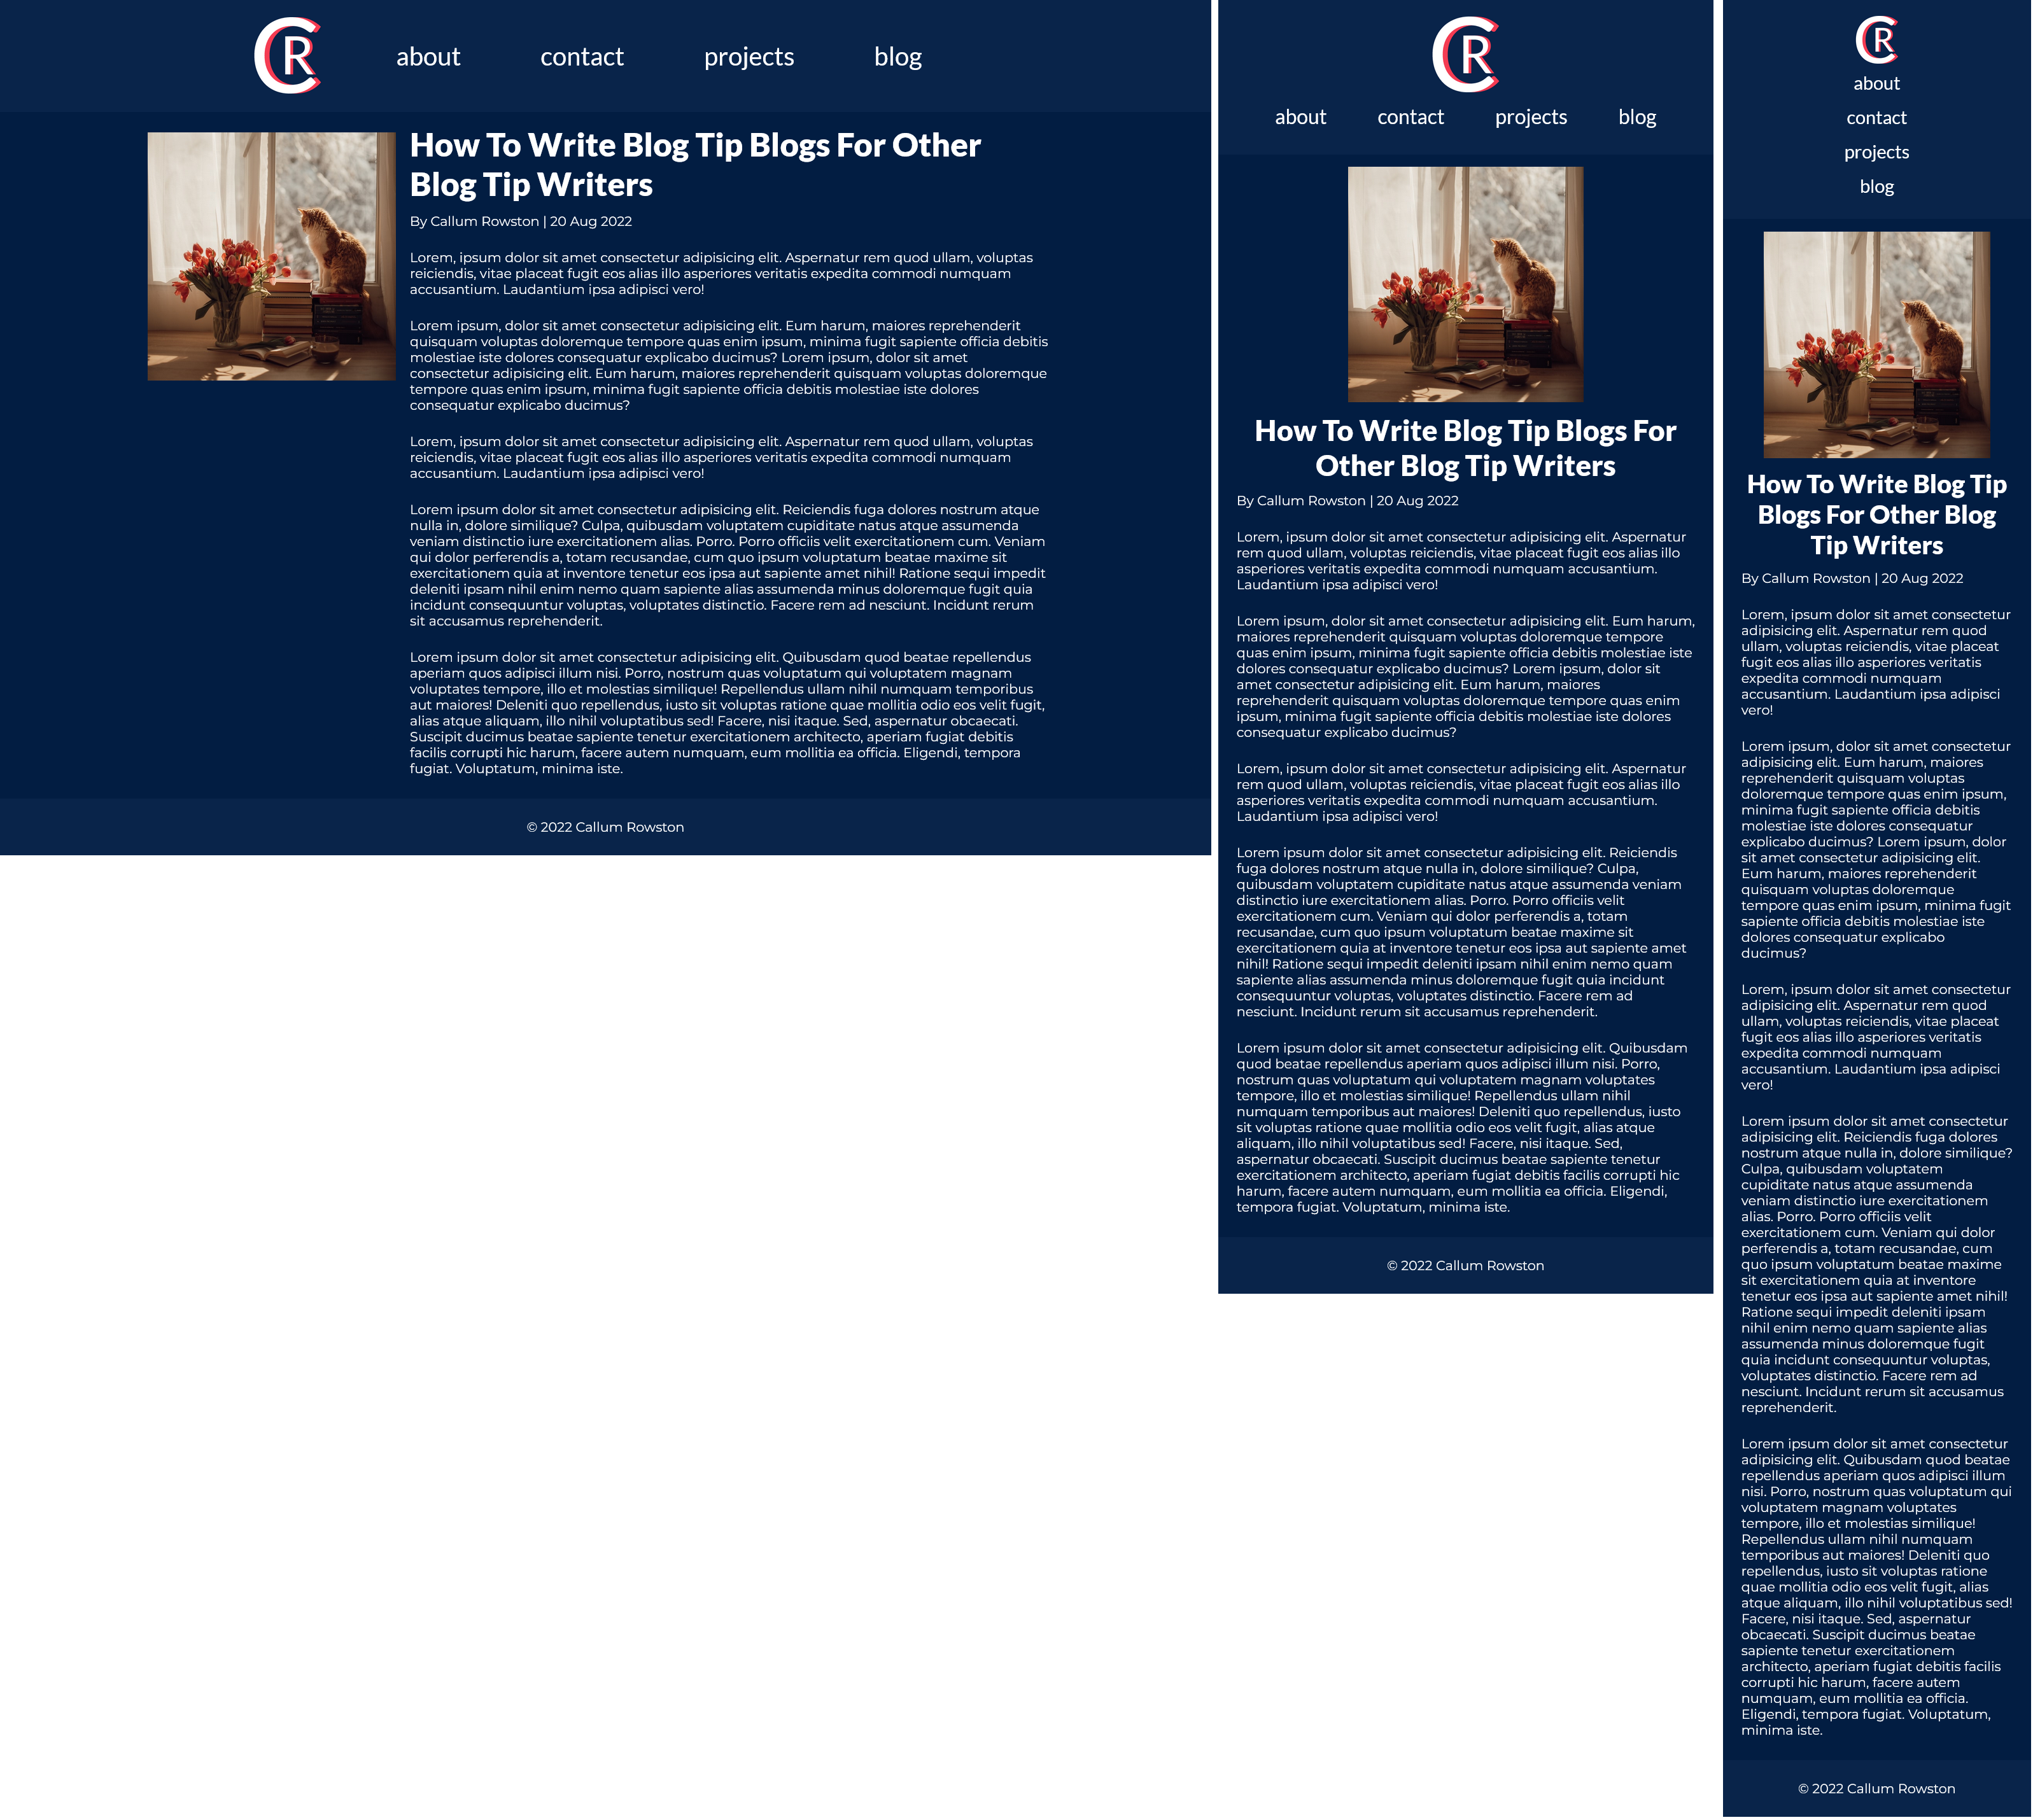 CR
about contact projects blog
How To Write Blog Tip Blogs For Other
Blog Tip Writers
By Callum Rowston | 20 Aug 2022
Lorem, ipsum dolor sit amet consectetur adipisicing elit. Aspernatur rem quod ullam, voluptas
reiciendis, vitae placeat fugit eos alias illo asperiores veritatis expedita commodi numquam
accusantium. Laudantium ipsa adipisci vero!
Lorem ipsum, dolor sit amet consectetur adipisicing elit. Eum harum, maiores reprehenderit
quisquam voluptas doloremque tempore quas enim ipsum, minima fugit sapiente officia debitis
molestiae iste dolores consequatur explicabo ducimus? Lorem ipsum, dolor sit amet
consectetur adipisicing elit. Eum harum, maiores reprehenderit quisquam voluptas doloremque
tempore quas enim ipsum, minima fugit sapiente officia debitis molestiae iste dolores
consequatur explicabo ducimus?
Lorem, ipsum dolor sit amet consectetur adipisicing elit. Aspernatur rem quod ullam, voluptas
reiciendis, vitae placeat fugit eos alias illo asperiores veritatis expedita commodi numquam
accusantium. Laudantium ipsa adipisci vero!
Lorem ipsum dolor sit amet consectetur adipisicing elit. Reiciendis fuga dolores nostrum atque
nulla in, dolore similique? Culpa, quibusdam voluptatem cupiditate natus atque assumenda
veniam distinctio iure exercitationem alias. Porro. Porro officiis velit exercitationem cum. Veniam
qui dolor perferendis a, totam recusandae, cum quo ipsum voluptatum beatae maxime sit
exercitationem quia at inventore tenetur eos ipsa aut sapiente amet nihil! Ratione sequi impedit
deleniti ipsam nihil enim nemo quam sapiente alias assumenda minus doloremque fugit quia
incidunt consequuntur voluptas, voluptates distinctio. Facere rem ad nesciunt. Incidunt rerum
sit accusamus reprehenderit.
Lorem ipsum dolor sit amet consectetur adipisicing elit. Quibusdam quod beatae repellendus
aperiam quos adipisci illum nisi. Porro, nostrum quas voluptatum qui voluptatem magnam
voluptates tempore, illo et molestias similique! Repellendus ullam nihil numquam temporibus
aut maiores! Deleniti quo repellendus, iusto sit voluptas ratione quae mollitia odio eos velit fugit,
alias atque aliquam, illo nihil voluptatibus sed! Facere, nisi itaque. Sed, aspernatur obcaecati.
Suscipit ducimus beatae sapiente tenetur exercitationem architecto, aperiam fugiat debitis
facilis corrupti hic harum, facere autem numquam, eum mollitia ea officia. Eligendi, tempora
fugiat. Voluptatum, minima iste.
© 2022 Callum Rowston
CR
about contact projects blog
How To Write Blog Tip Blogs For
Other Blog Tip Writers
By Callum Rowston | 20 Aug 2022
Lorem, ipsum dolor sit amet consectetur adipisicing elit. Aspernatur
rem quod ullam, voluptas reiciendis, vitae placeat fugit eos alias illo
asperiores veritatis expedita commodi numquam accusantium.
Laudantium ipsa adipisci vero!
Lorem ipsum, dolor sit amet consectetur adipisicing elit. Eum harum,
maiores reprehenderit quisquam voluptas doloremque tempore
quas enim ipsum, minima fugit sapiente officia debitis molestiae iste
dolores consequatur explicabo ducimus? Lorem ipsum, dolor sit
amet consectetur adipisicing elit. Eum harum, maiores
reprehenderit quisquam voluptas doloremque tempore quas enim
ipsum, minima fugit sapiente officia debitis molestiae iste dolores
consequatur explicabo ducimus?
Lorem, ipsum dolor sit amet consectetur adipisicing elit. Aspernatur
rem quod ullam, voluptas reiciendis, vitae placeat fugit eos alias illo
asperiores veritatis expedita commodi numquam accusantium.
Laudantium ipsa adipisci vero!
Lorem ipsum dolor sit amet consectetur adipisicing elit. Reiciendis
fuga dolores nostrum atque nulla in, dolore similique? Culpa,
quibusdam voluptatem cupiditate natus atque assumenda veniam
distinctio iure exercitationem alias. Porro. Porro officiis velit
exercitationem cum. Veniam qui dolor perferendis a, totam
recusandae, cum quo ipsum voluptatum beatae maxime sit
exercitationem quia at inventore tenetur eos ipsa aut sapiente amet
nihil! Ratione sequi impedit deleniti ipsam nihil enim nemo quam
sapiente alias assumenda minus doloremque fugit quia incidunt
consequuntur voluptas, voluptates distinctio. Facere rem ad
nesciunt. Incidunt rerum sit accusamus reprehenderit.
Lorem ipsum dolor sit amet consectetur adipisicing elit. Quibusdam
quod beatae repellendus aperiam quos adipisci illum nisi. Porro,
nostrum quas voluptatum qui voluptatem magnam voluptates
tempore, illo et molestias similique! Repellendus ullam nihil
numquam temporibus aut maiores! Deleniti quo repellendus, iusto
sit voluptas ratione quae mollitia odio eos velit fugit, alias atque
aliquam, illo nihil voluptatibus sed! Facere, nisi itaque. Sed,
aspernatur obcaecati. Suscipit ducimus beatae sapiente tenetur
exercitationem architecto, aperiam fugiat debitis facilis corrupti hic
harum, facere autem numquam, eum mollitia ea officia. Eligendi,
tempora fugiat. Voluptatum, minima iste.
© 2022 Callum Rowston
CR
about
contact
projects
blog
How To Write Blog Tip
Blogs For Other Blog
Tip Writers
By Callum Rowston | 20 Aug 2022
Lorem, ipsum dolor sit amet consectetur
adipisicing elit. Aspernatur rem quod
ullam, voluptas reiciendis, vitae placeat
fugit eos alias illo asperiores veritatis
expedita commodi numquam
accusantium. Laudantium ipsa adipisci
vero!
Lorem ipsum, dolor sit amet consectetur
adipisicing elit. Eum harum, maiores
reprehenderit quisquam voluptas
doloremque tempore quas enim ipsum,
minima fugit sapiente officia debitis
molestiae iste dolores consequatur
explicabo ducimus? Lorem ipsum, dolor
sit amet consectetur adipisicing elit.
Eum harum, maiores reprehenderit
quisquam voluptas doloremque
tempore quas enim ipsum, minima fugit
sapiente officia debitis molestiae iste
dolores consequatur explicabo
ducimus?
Lorem, ipsum dolor sit amet consectetur
adipisicing elit. Aspernatur rem quod
ullam, voluptas reiciendis, vitae placeat
fugit eos alias illo asperiores veritatis
expedita commodi numquam
accusantium. Laudantium ipsa adipisci
vero!
Lorem ipsum dolor sit amet consectetur
adipisicing elit. Reiciendis fuga dolores
nostrum atque nulla in, dolore similique?
Culpa, quibusdam voluptatem
cupiditate natus atque assumenda
veniam distinctio iure exercitationem
alias. Porro. Porro officiis velit
exercitationem cum. Veniam qui dolor
perferendis a, totam recusandae, cum
quo ipsum voluptatum beatae maxime
sit exercitationem quia at inventore
tenetur eos ipsa aut sapiente amet nihil!
Ratione sequi impedit deleniti ipsam
nihil enim nemo quam sapiente alias
assumenda minus doloremque fugit
quia incidunt consequuntur voluptas,
voluptates distinctio. Facere rem ad
nesciunt. Incidunt rerum sit accusamus
reprehenderit.
Lorem ipsum dolor sit amet consectetur
adipisicing elit. Quibusdam quod beatae
repellendus aperiam quos adipisci illum
nisi. Porro, nostrum quas voluptatum qui
voluptatem magnam voluptates
tempore, illo et molestias similique!
Repellendus ullam nihil numquam
temporibus aut maiores! Deleniti quo
repellendus, iusto sit voluptas ratione
quae mollitia odio eos velit fugit, alias
atque aliquam, illo nihil voluptatibus sed!
Facere, nisi itaque. Sed, aspernatur
obcaecati. Suscipit ducimus beatae
sapiente tenetur exercitationem
architecto, aperiam fugiat debitis facilis
corrupti hic harum, facere autem
numquam, eum mollitia ea officia.
Eligendi, tempora fugiat. Voluptatum,
minima iste.
© 2022 Callum Rowston